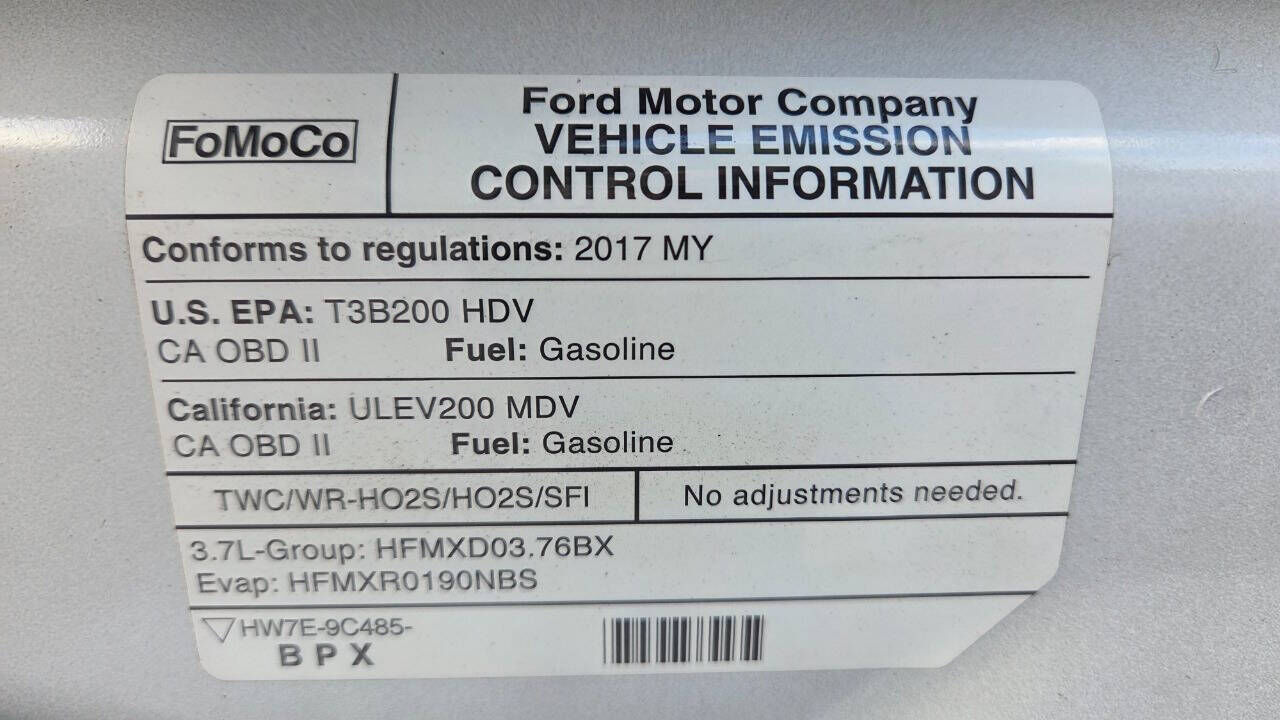 FoMoCo
Ford Motor Company
VEHICLE EMISSION
CONTROL INFORMATION
Conforms to regulations: 2017 MY
U.S. EPA: T3B200 HDV
CA OBD II Fuel: Gasoline
California: ULEV200 MDV
CA OBD II Fuel: Gasoline
TWC/WR-HO2S/HO2S/SFI
No adjustments needed.
3.7L-Group: HFMXD03.76BX
Evap: HFMXR0190NBS
HW7E-9C485-
B P X